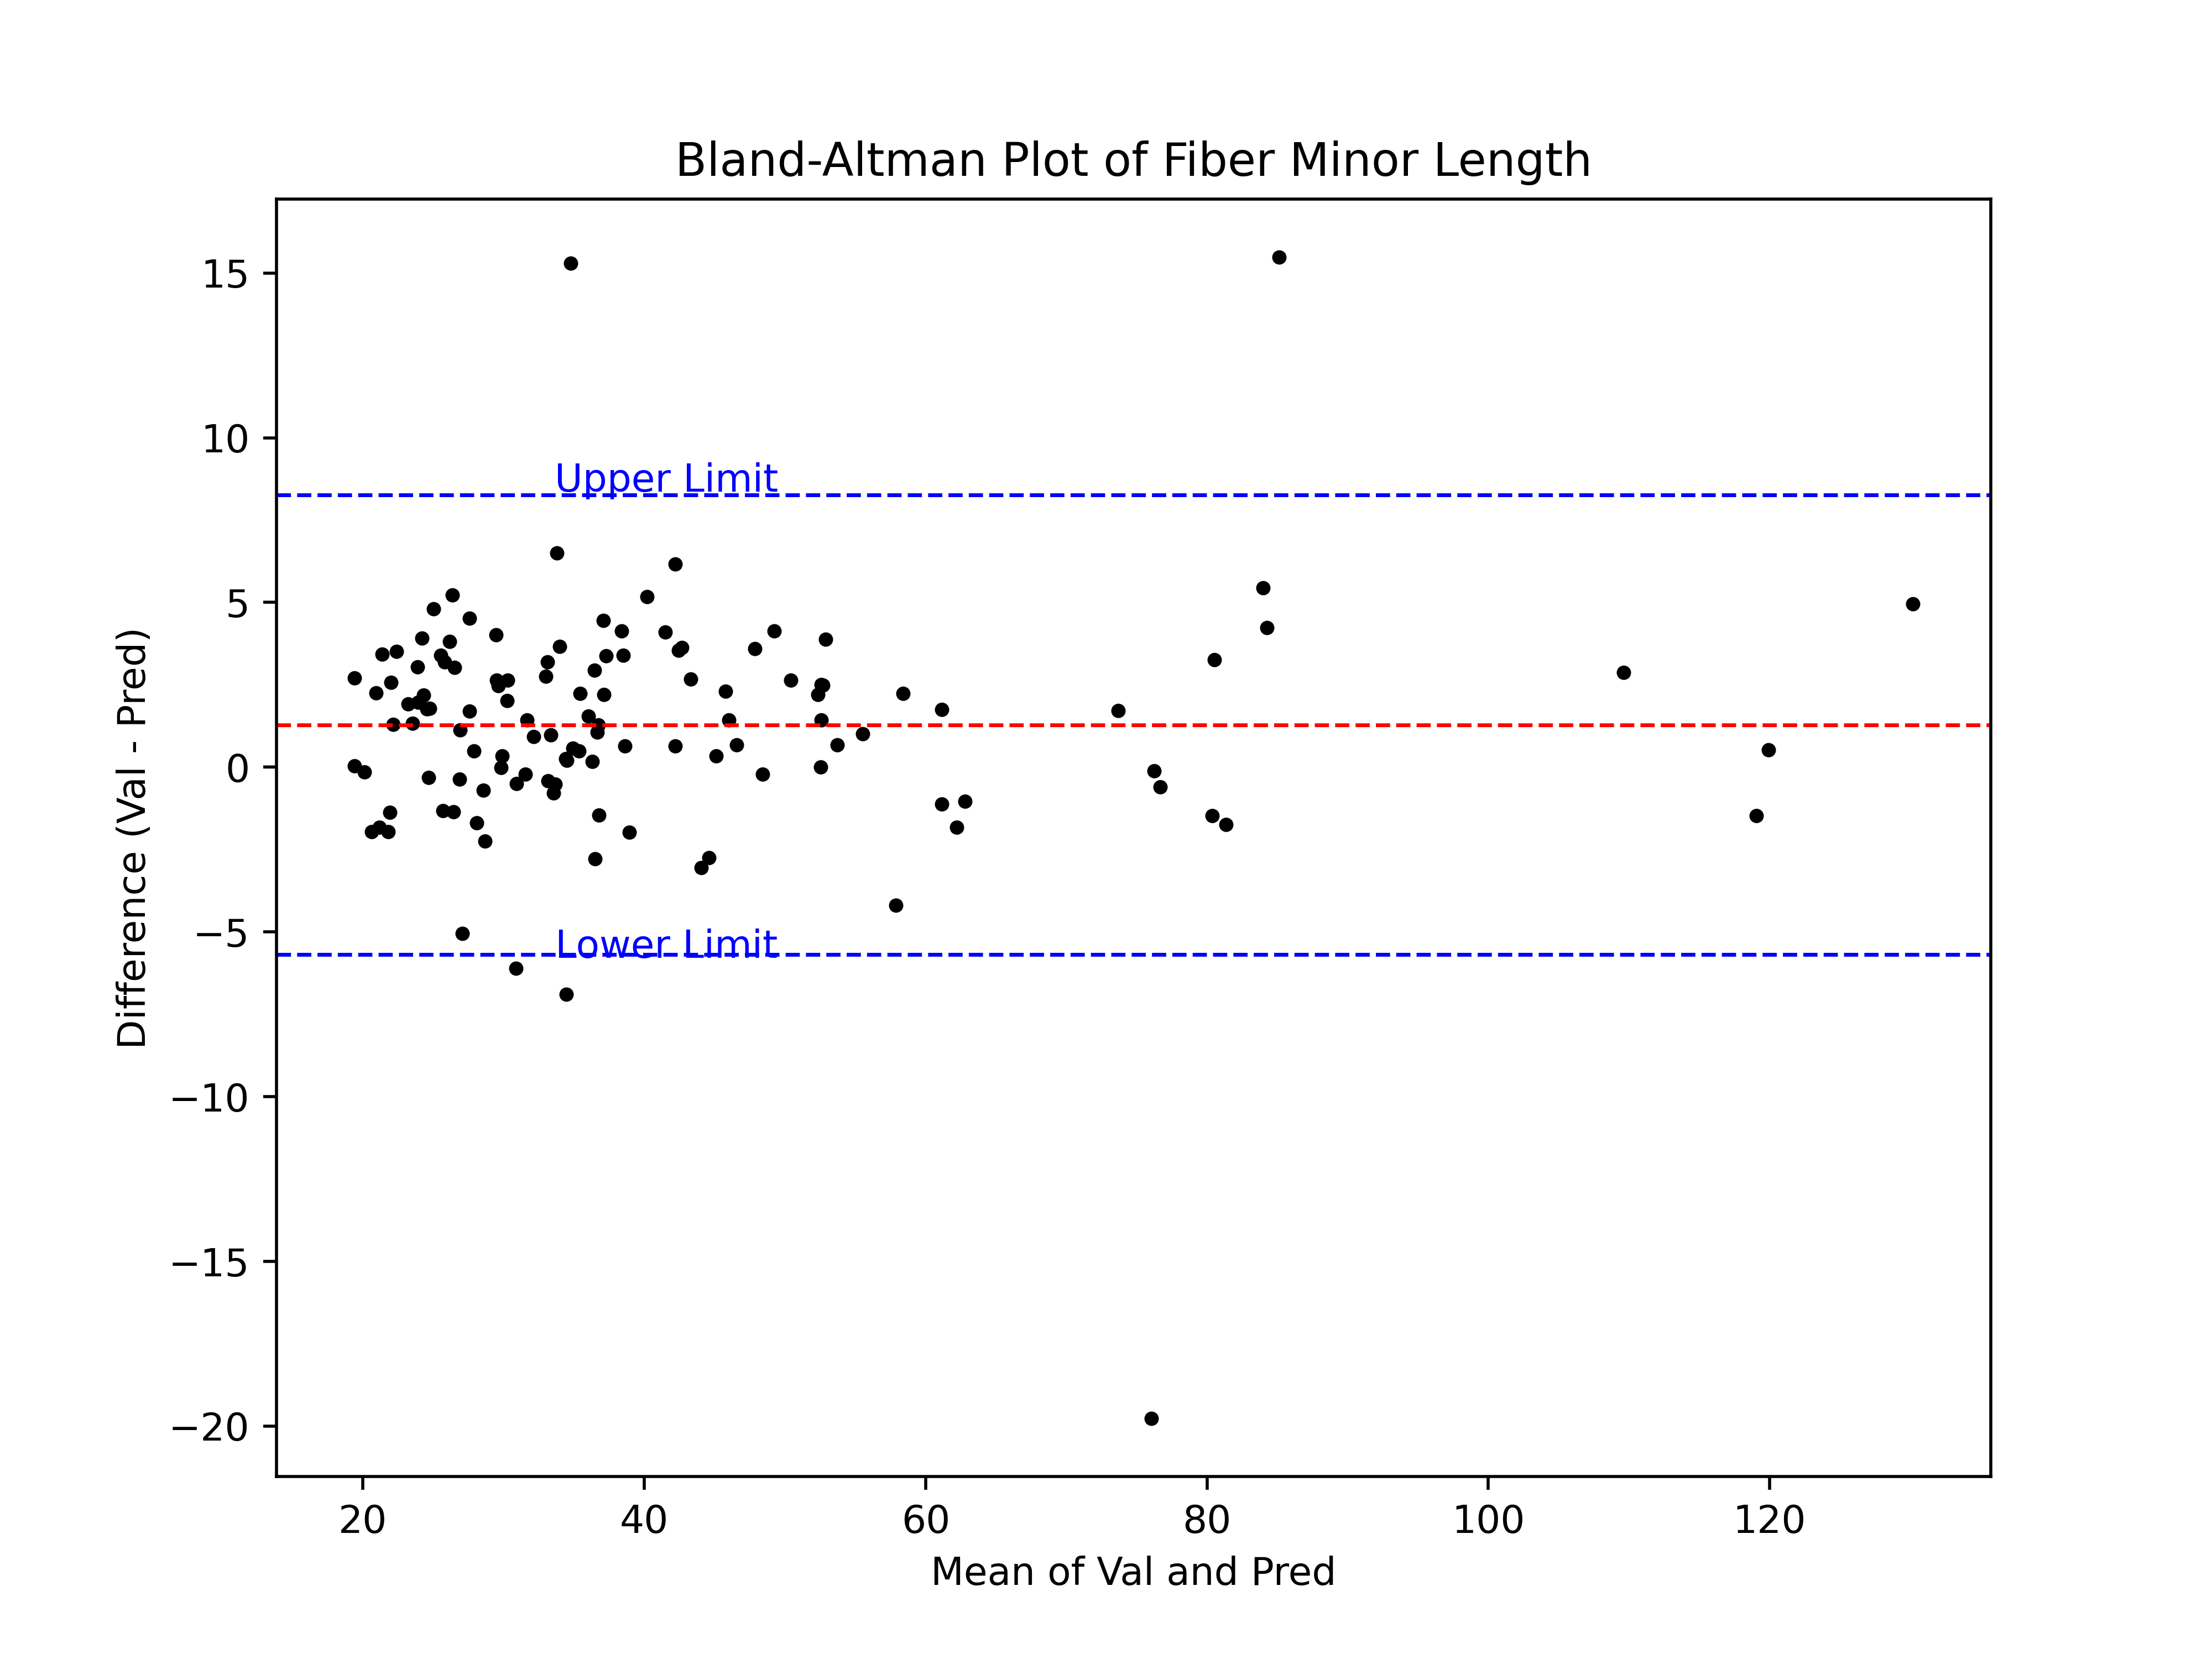 Bland-Altman Plot of Fiber Minor Length
Difference (Val - Pred)
15
10
5
0
−5
−10
−15
−20
Upper Limit
Lower Limit
20 40 60 80 100 120
Mean of Val and Pred